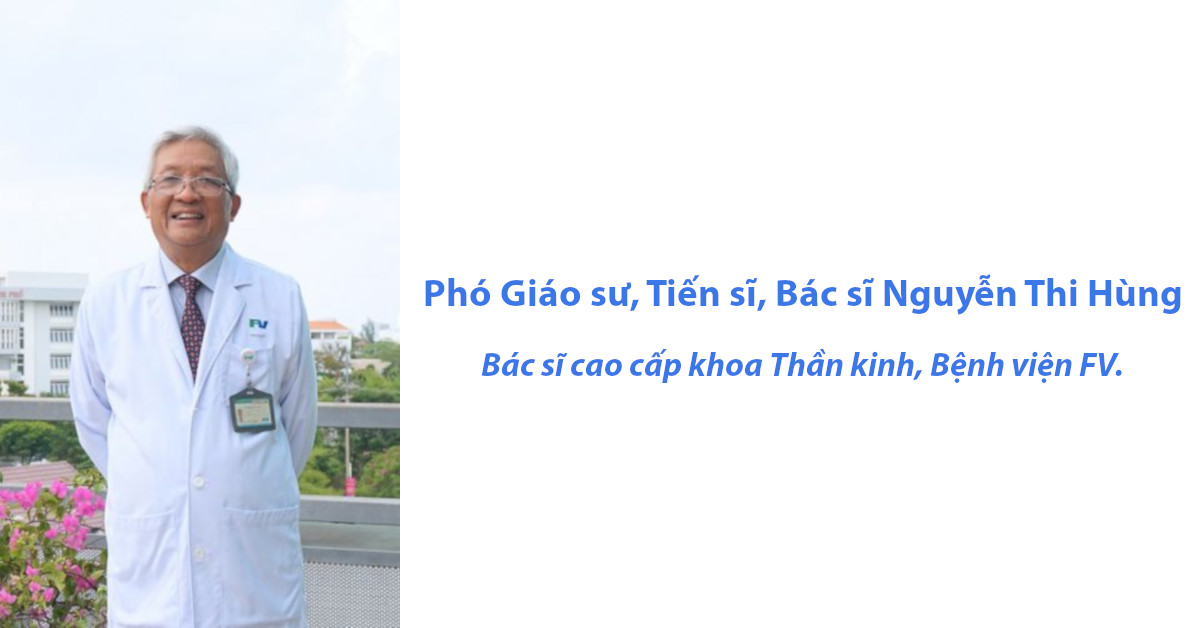 FV
Phó Giáo sư, Tiến sĩ, Bác sĩ Nguyễn Thi Hùng
Bác sĩ cao cấp khoa Thần kinh, Bệnh viện FV.